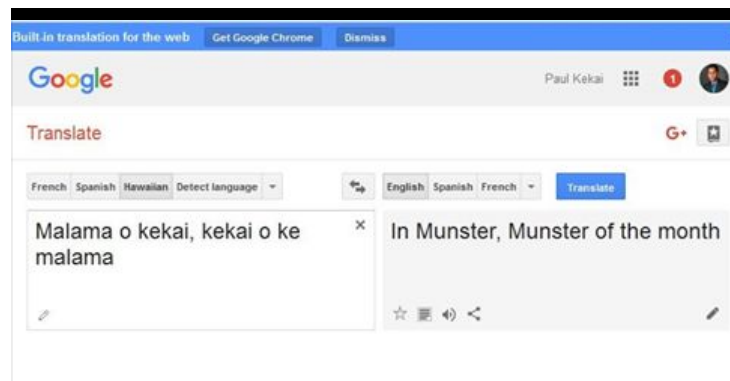 Built-in translation for the web Get Google Chrome Dismiss
Google Paul Kekai 1
Translate G+
French Spanish Hawaiian Detect language English Spanish French Translate
Malama o kekai, kekai o ke
malama
In Munster, Munster of the month